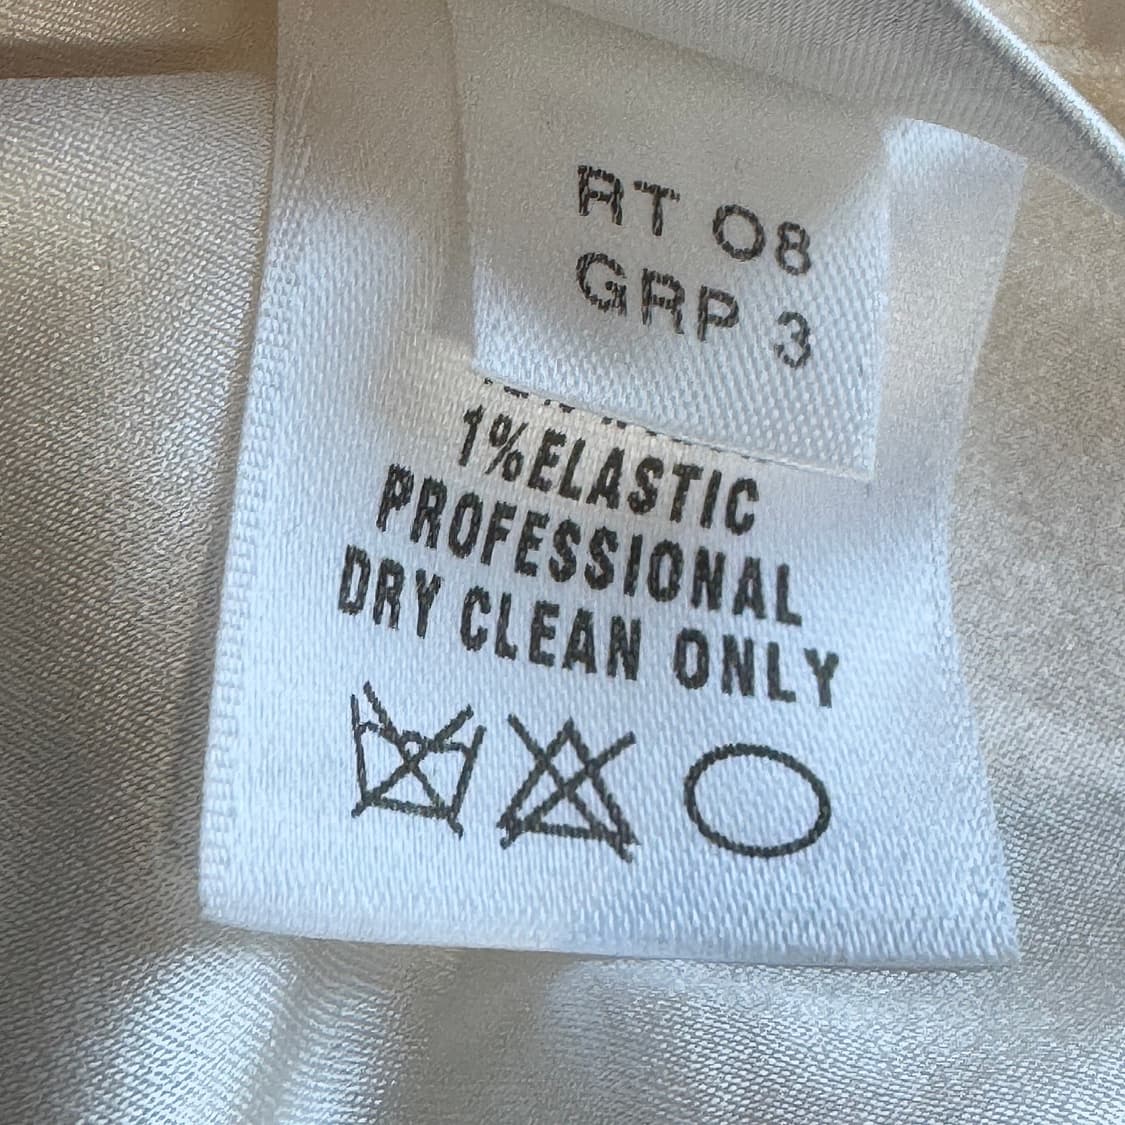 RT 08
GRP 3
1%ELASTIC
PROFESSIONAL
DRY CLEAN ONLY